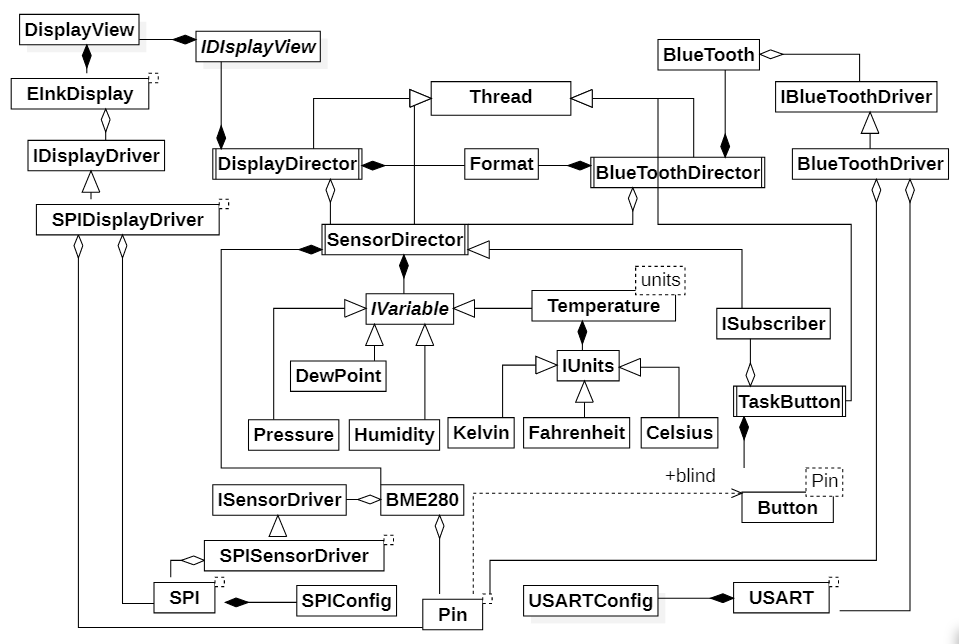 DisplayView
IDIsplayView
BlueTooth
EInkDisplay
Thread
IBlueToothDriver
IDisplayDriver
DisplayDirector
Format
BlueToothDirector
BlueToothDriver
SPIDisplayDriver
SensorDirector
units
IVariable
Temperature
ISubscriber
DewPoint
IUnits
TaskButton
Pressure
Humidity
Kelvin
Fahrenheit
Celsius
+blind
Pin
ISensorDriver
BME280
Button
SPISensorDriver
SPI
SPIConfig
Pin
USARTConfig
USART